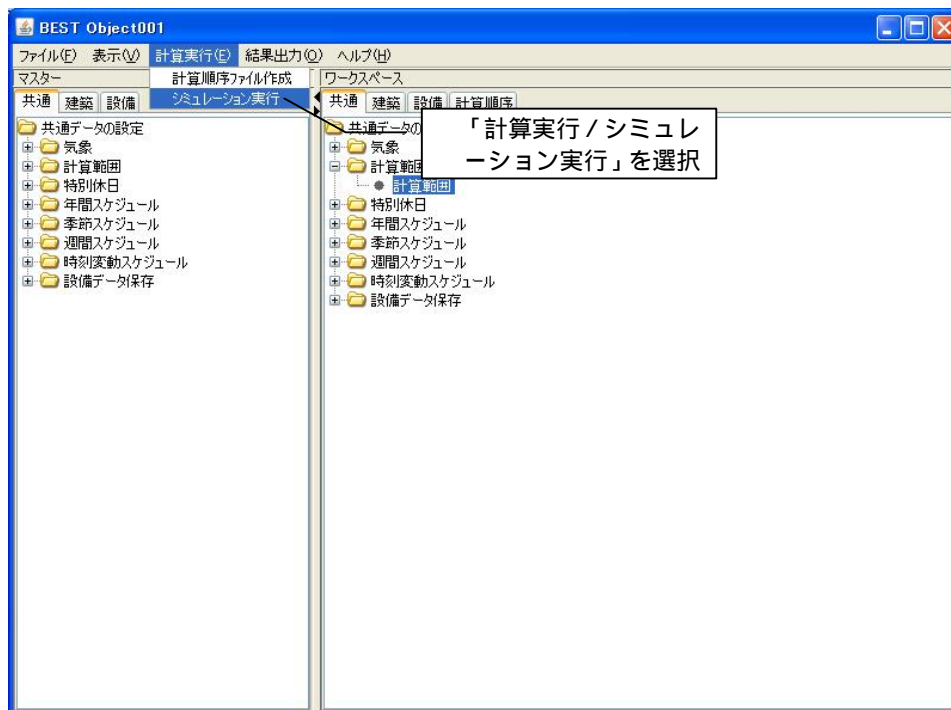 BEST Object001
ファイル(F) 表示(V) 計算実行(E) 結果出力(O) ヘルプ(H)
計算順序ファイル作成
シミュレーション実行
マスター
共通 建築 設備
共通データの設定
気象
計算範囲
特別休日
年間スケジュール
季節スケジュール
週間スケジュール
時刻変動スケジュール
設備データ保存
ワークスペース
共通 建築 設備 計算順序
共通データの
気象
計算範囲
計算範囲
特別休日
年間スケジュール
季節スケジュール
週間スケジュール
時刻変動スケジュール
設備データ保存
「計算実行/シミュレ
ーション実行」を選択